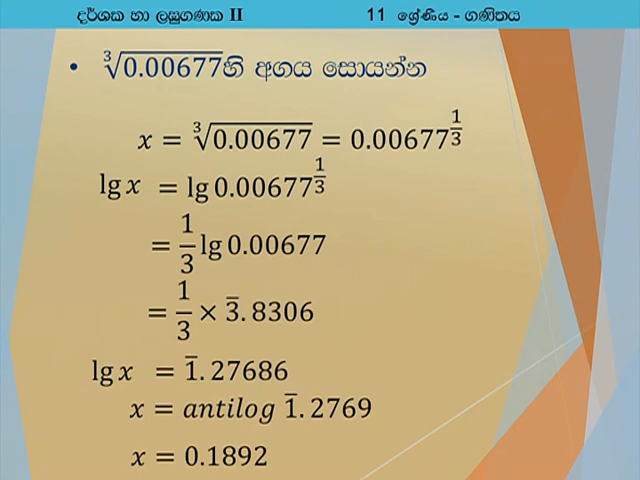 දර්ශක හා ලඝුගණක II 11 ශ්‍රේණිය - ගණිතය
• ∛0.00677හි අගය සොයන්න
x = ∛0.00677 = 0.00677^(1/3)
lg x = lg 0.00677^(1/3)
= 1/3 lg 0.00677
= 1/3 × 3̅.8306
lg x = 1̅.27686
x = antilog 1̅.2769
x = 0.1892